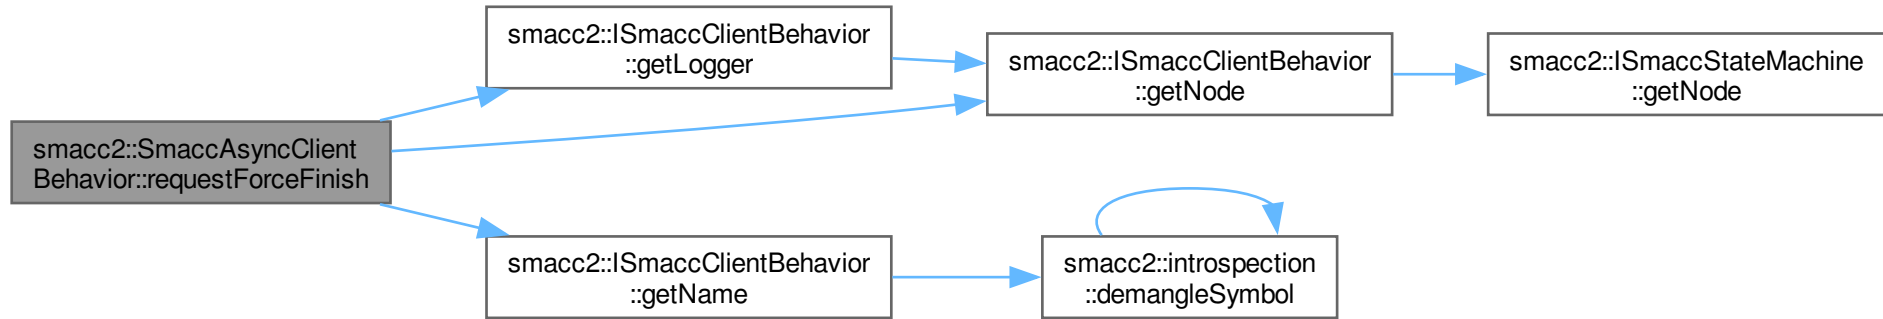 smacc2::SmaccAsyncClient
Behavior::requestForceFinish
smacc2::ISmaccClientBehavior
::getLogger
smacc2::ISmaccClientBehavior
::getNode
smacc2::ISmaccStateMachine
::getNode
smacc2::ISmaccClientBehavior
::getName
smacc2::introspection
::demangleSymbol